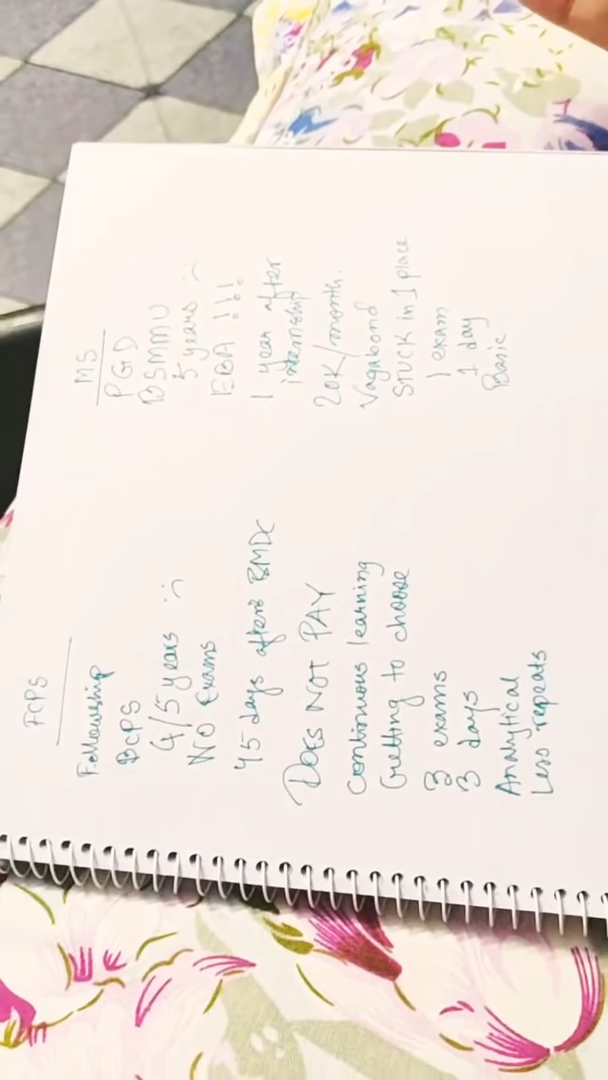 FCPS
Fellowship
BCPS
4/5 years :-
NO Exams
45 days after BMDC
DOES NOT PAY
Continuous learning
Getting to choose
3 exams
3 days
Analytical
Less repeats
MS
PGD
BSMMU
5 years :-
EBA !!!
1 year after
internship
20K/month.
Vagabond
STUCK in 1 place
1 exam
1 day
Basic